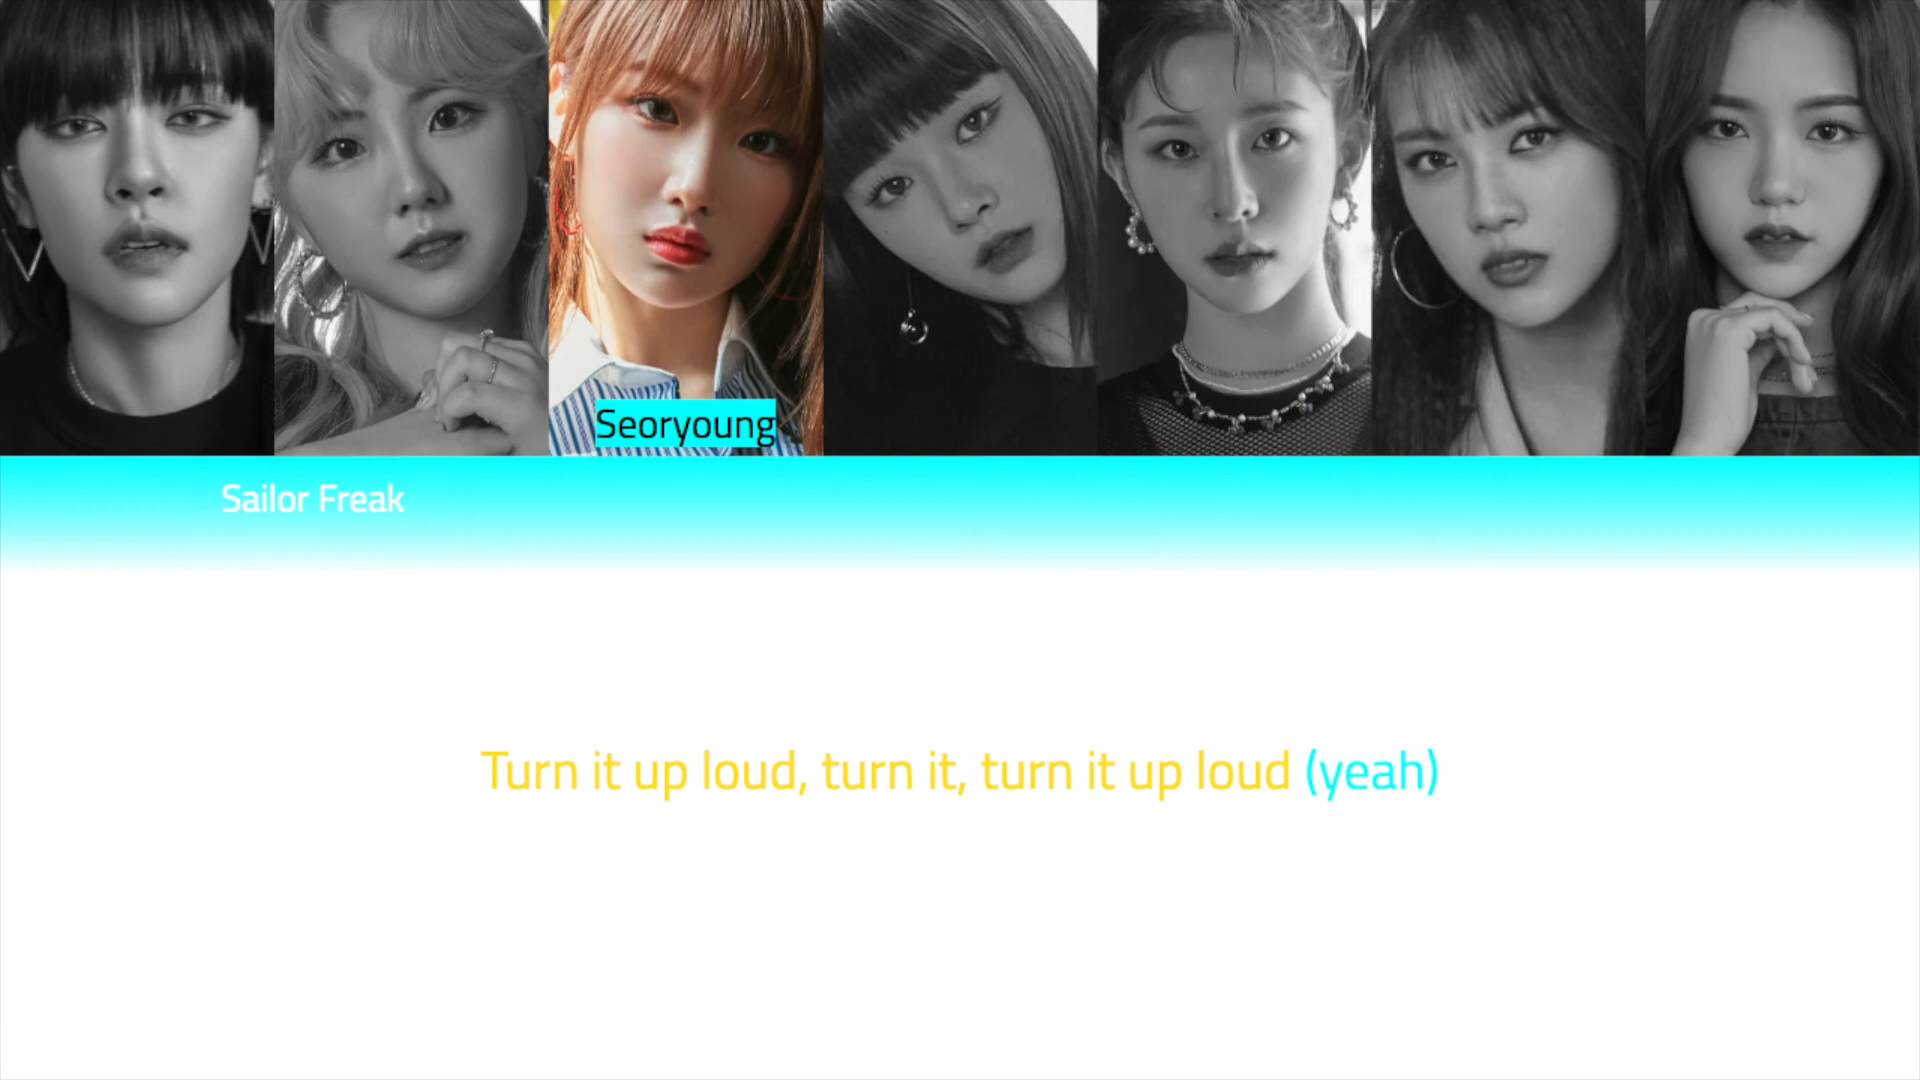 Seoryoung
Sailor Freak
Turn it up loud, turn it, turn it up loud (yeah)